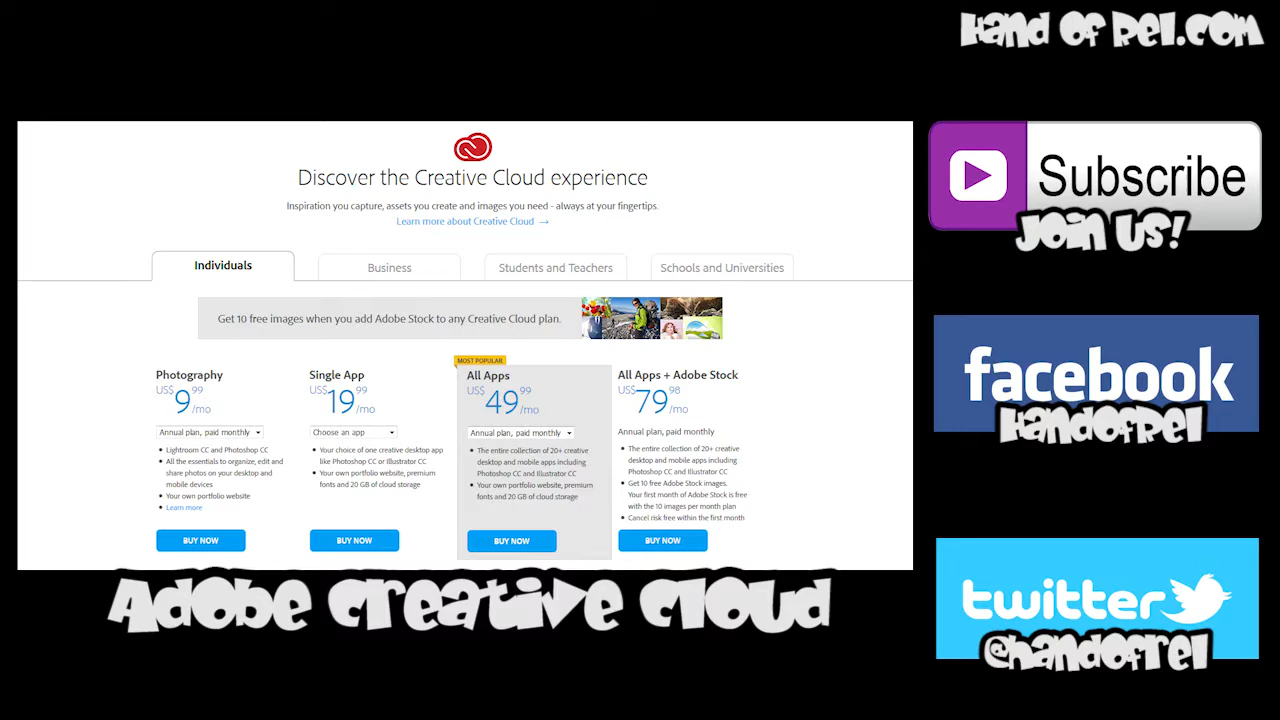 Hand of Rei.com
Discover the Creative Cloud experience
Inspiration you capture, assets you create and images you need - always at your fingertips.
Learn more about Creative Cloud →
Individuals
Business
Students and Teachers
Schools and Universities
Get 10 free images when you add Adobe Stock to any Creative Cloud plan.
Photography
US$ 9 99 /mo
Annual plan, paid monthly
• Lightroom CC and Photoshop CC
• All the essentials to organize, edit and
share photos on your desktop and
mobile devices
• Your own portfolio website
• Learn more
BUY NOW
Single App
US$ 19 99 /mo
Choose an app
• Your choice of one creative desktop app
like Photoshop CC or Illustrator CC
• Your own portfolio website, premium
fonts and 20 GB of cloud storage
BUY NOW
MOST POPULAR
All Apps
US$ 49 99 /mo
Annual plan, paid monthly
• The entire collection of 20+ creative
desktop and mobile apps including
Photoshop CC and Illustrator CC
• Your own portfolio website, premium
fonts and 20 GB of cloud storage
BUY NOW
All Apps + Adobe Stock
US$ 79 98 /mo
Annual plan, paid monthly
• The entire collection of 20+ creative
desktop and mobile apps including
Photoshop CC and Illustrator CC
• Get 10 free Adobe Stock images.
Your first month of Adobe Stock is free
with the 10 images per month plan
• Cancel risk free within the first month
BUY NOW
Adobe Creative Cloud
Subscribe
Join Us!
facebook
HandofRei
twitter
@handofrei